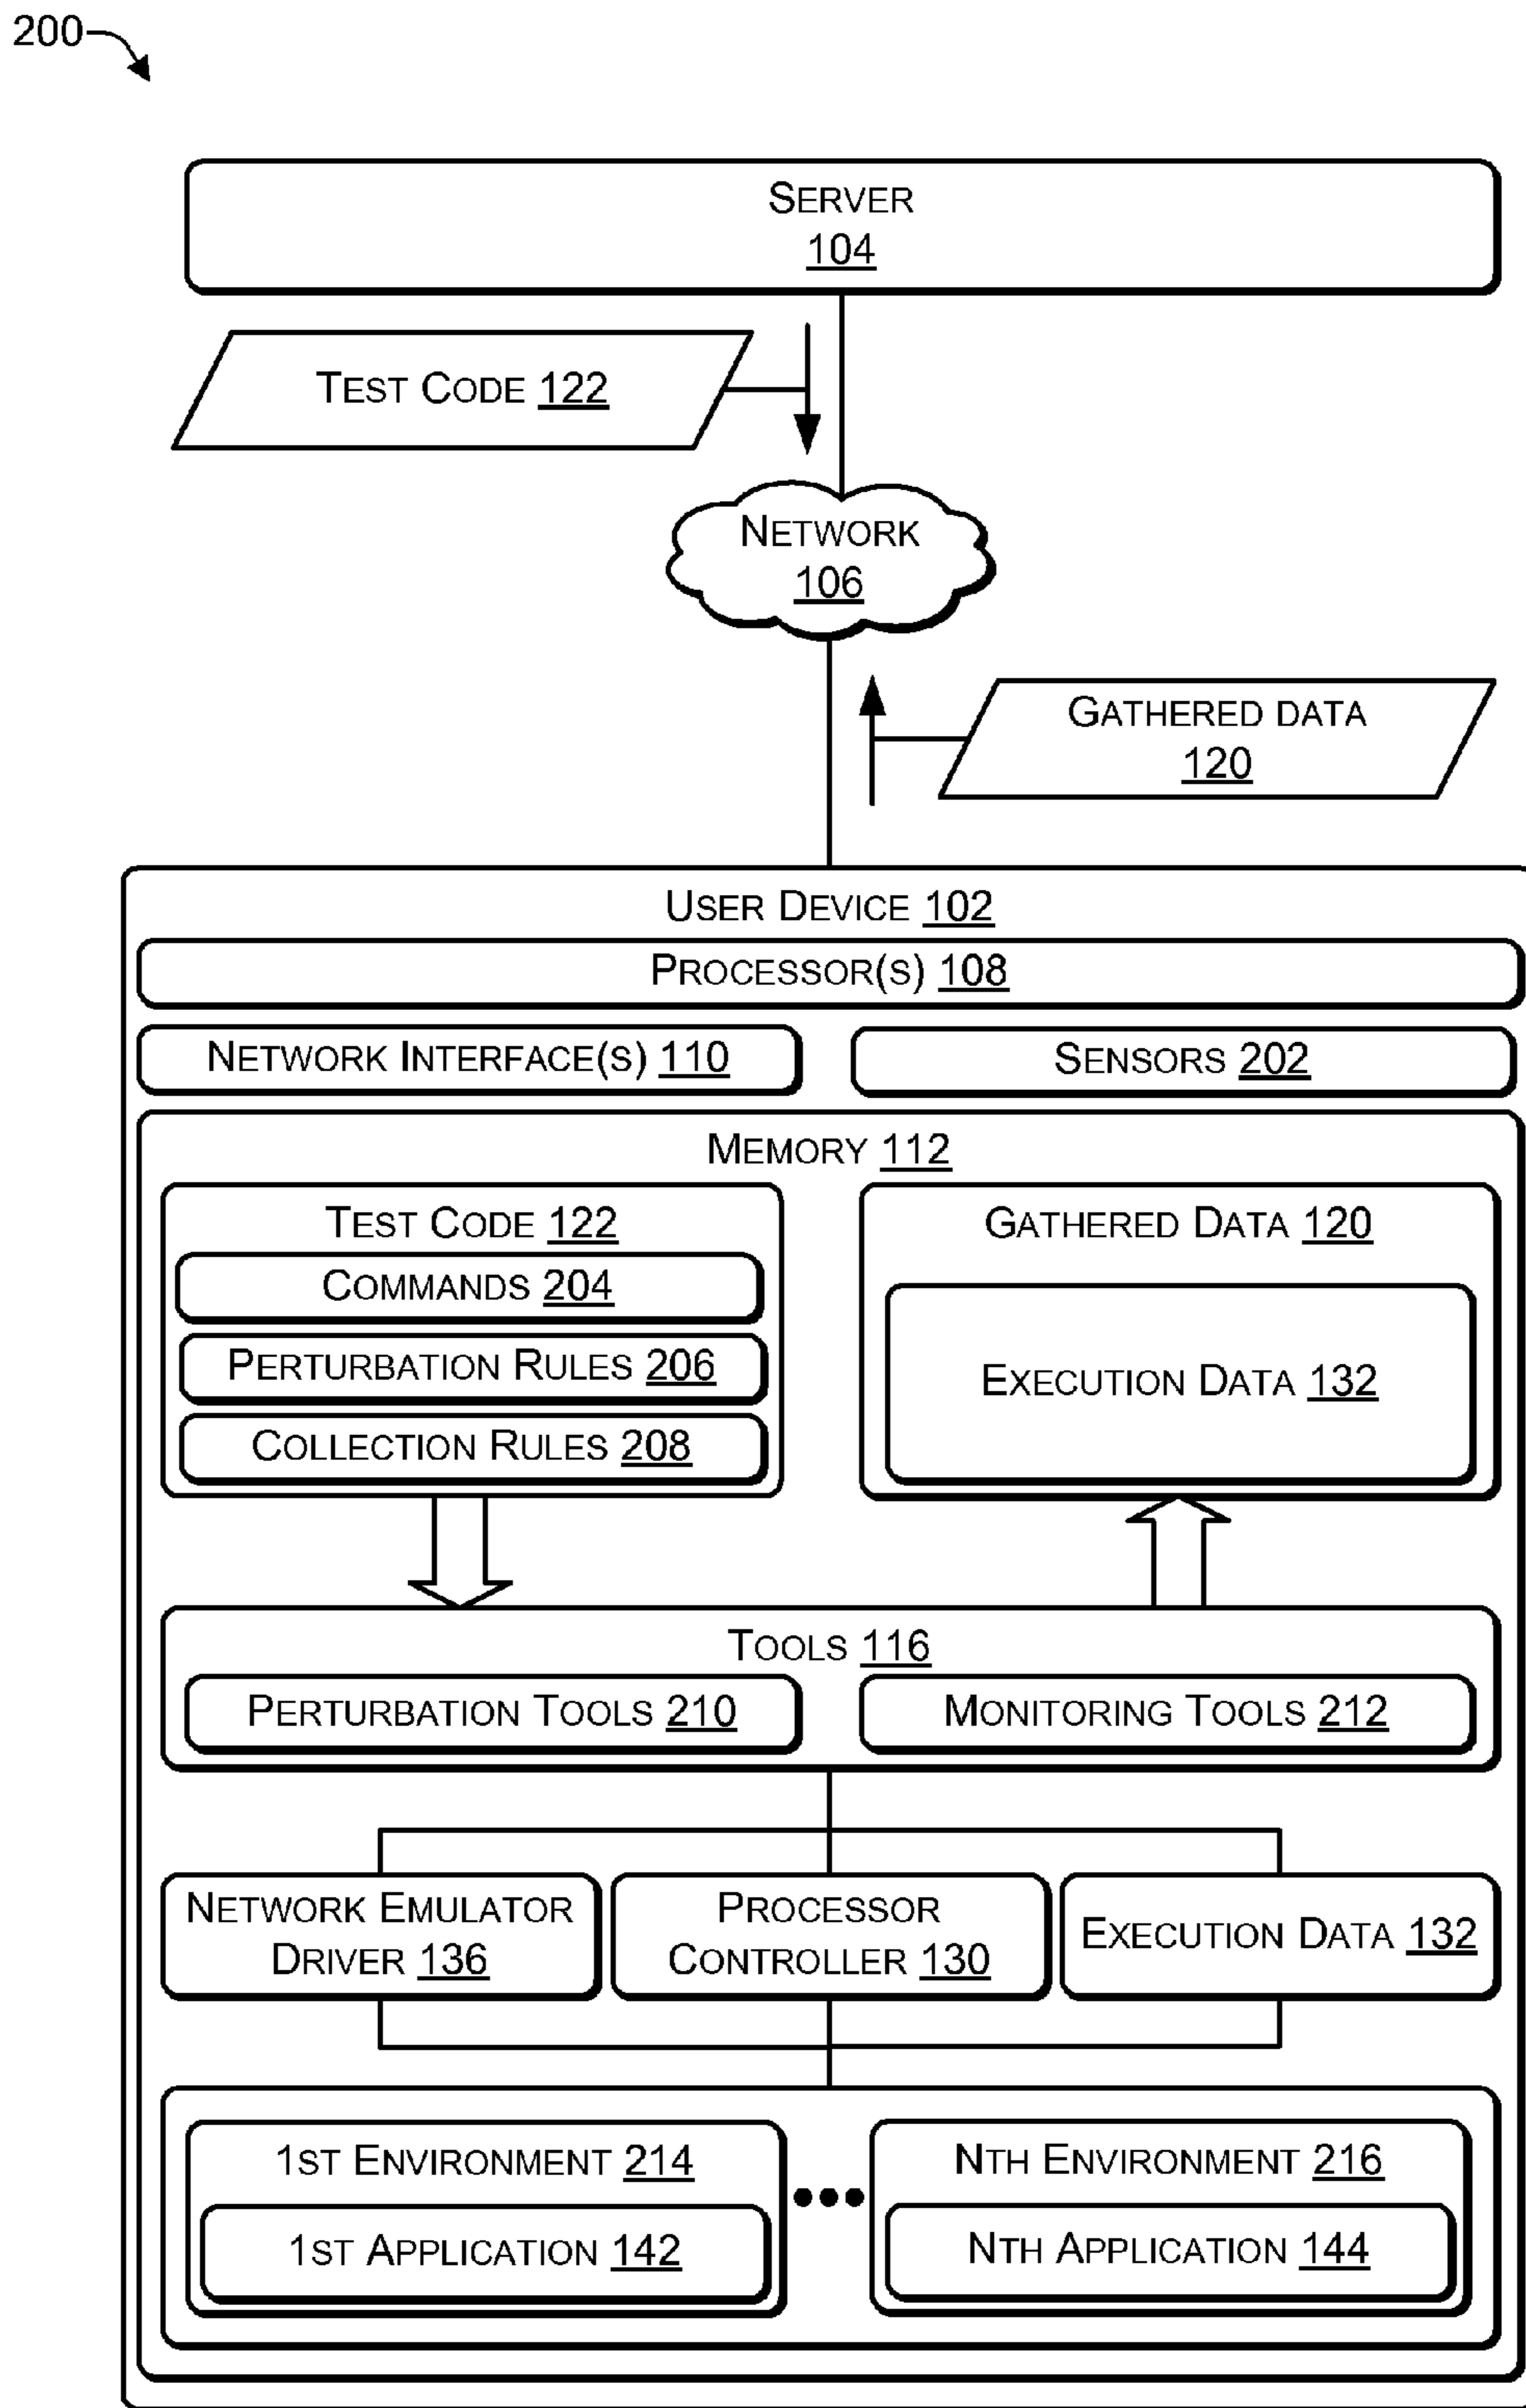 200
SERVER
104
TEST CODE 122
NETWORK
106
GATHERED DATA
120
USER DEVICE 102
PROCESSOR(S) 108
NETWORK INTERFACE(S) 110
SENSORS 202
MEMORY 112
TEST CODE 122
COMMANDS 204
PERTURBATION RULES 206
COLLECTION RULES 208
GATHERED DATA 120
EXECUTION DATA 132
TOOLS 116
PERTURBATION TOOLS 210
MONITORING TOOLS 212
NETWORK EMULATOR
DRIVER 136
PROCESSOR
CONTROLLER 130
EXECUTION DATA 132
1ST ENVIRONMENT 214
1ST APPLICATION 142
NTH ENVIRONMENT 216
NTH APPLICATION 144